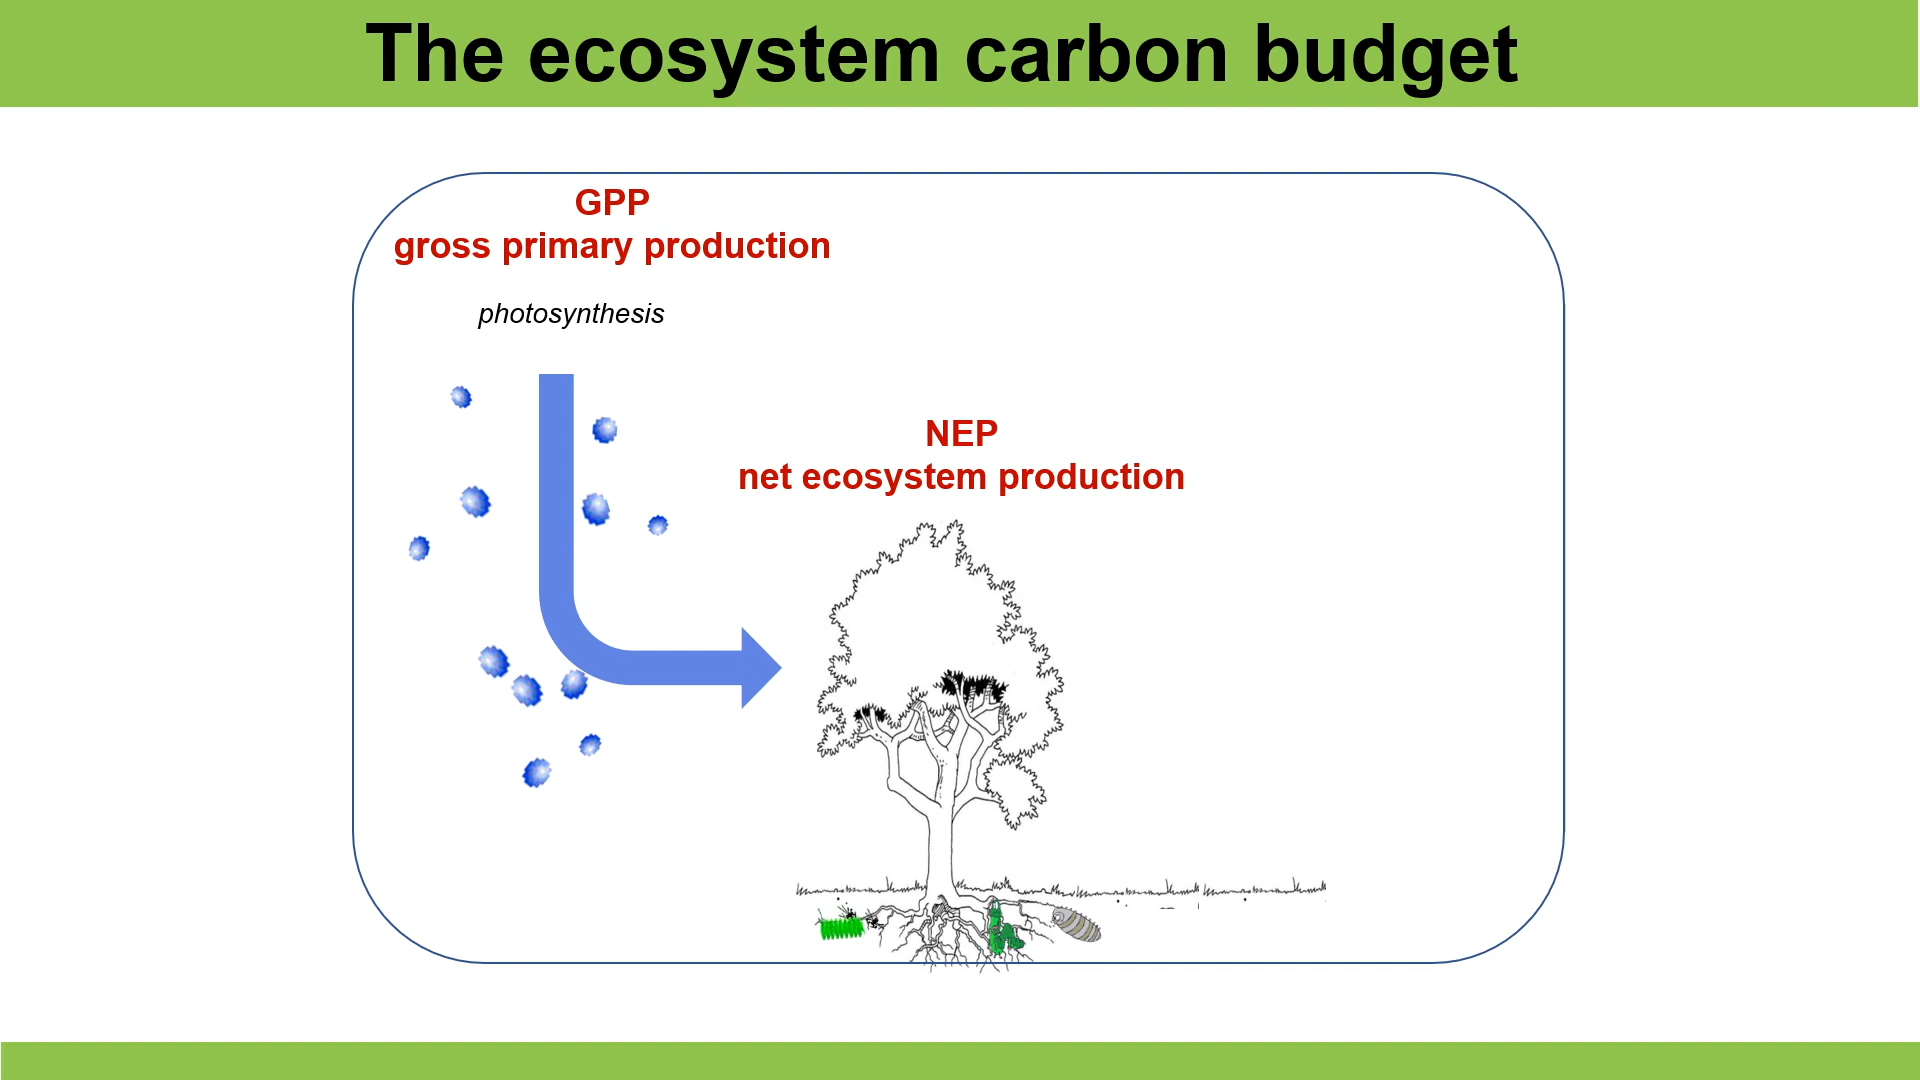 The ecosystem carbon budget
GPP
gross primary production
photosynthesis
NEP
net ecosystem production